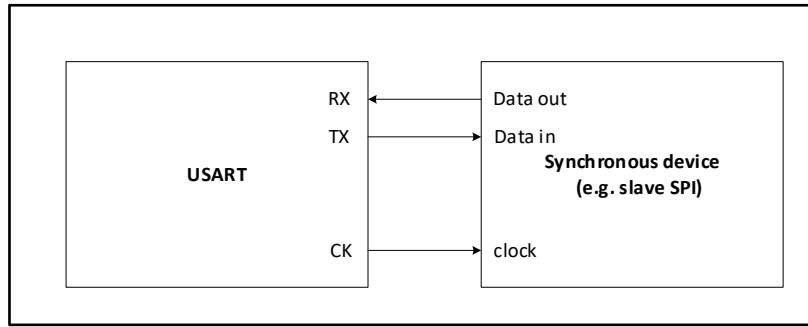 RX
Data out
TX
Data in
USART
Synchronous device
(e.g. slave SPI)
CK
clock